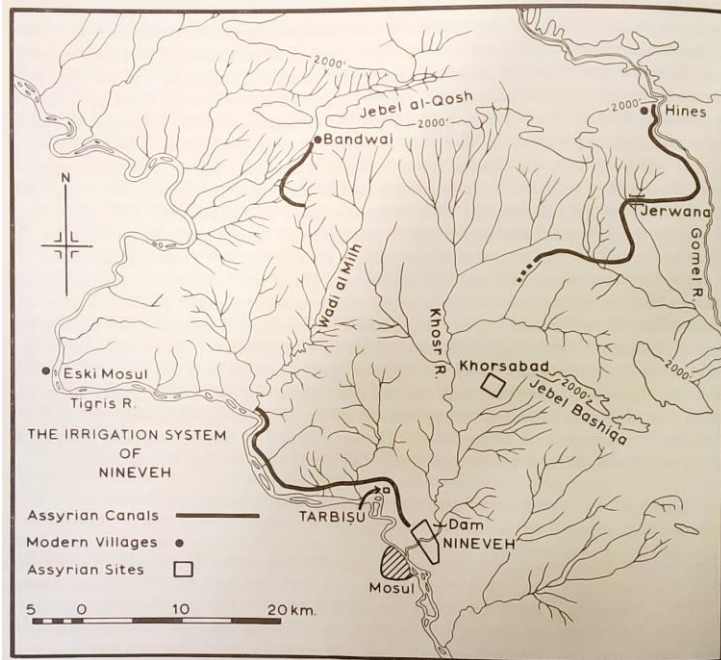 2000'
Jebel al-Qosh
2000'
2000'
Hines
Bandwai
N
Jerwana
Gomel R.
Wadi al Milh
Khosr R.
Eski Mosul
Tigris R.
Khorsabad
2000'
2000'
Jebel Bashiqa
THE IRRIGATION SYSTEM
OF
NINEVEH
Assyrian Canals
TARBIṢU
Dam
NINEVEH
Modern Villages
Assyrian Sites
Mosul
5 0 10 20 km.